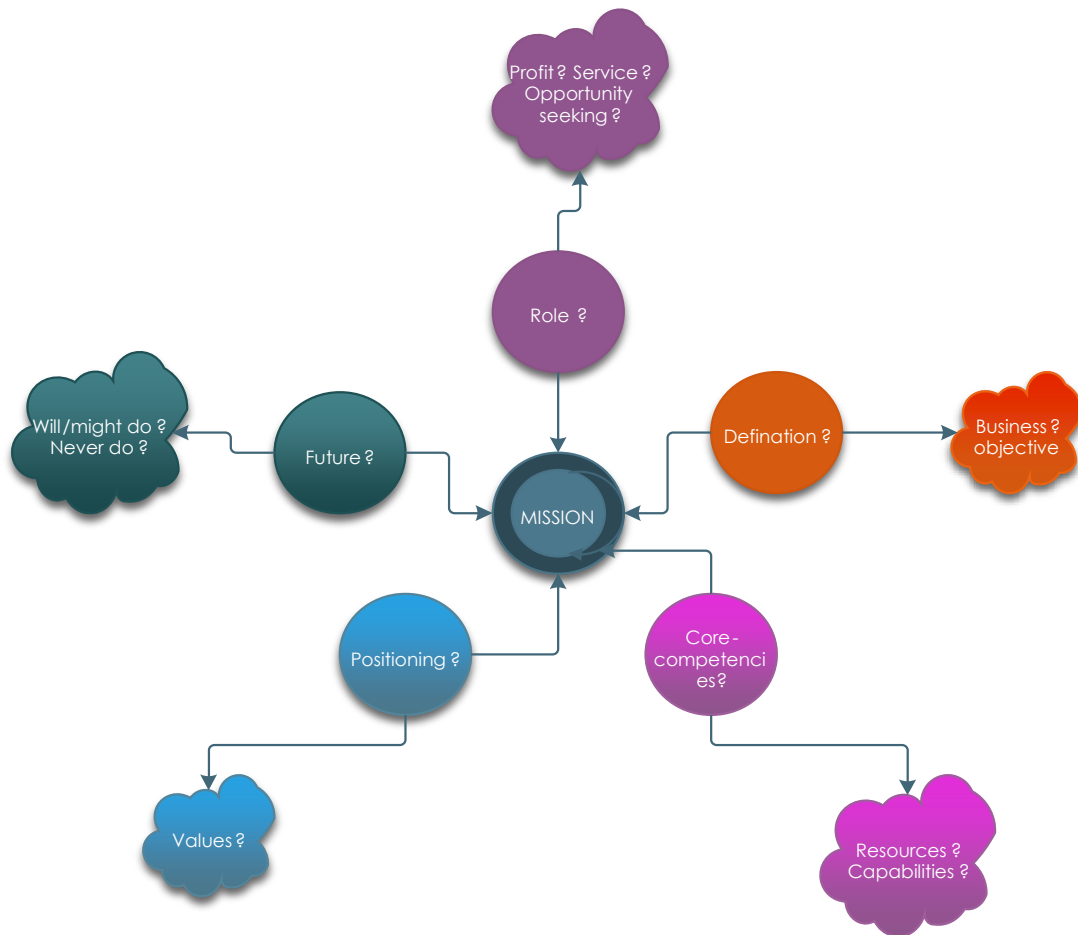 Profit? Service?
Opportunity
seeking?
Role ?
Will/might do?
Never do?
Future?
Defination?
Business?
objective
MISSION
Positioning?
Core-
competenci
es?
Values?
Resources?
Capabilities?